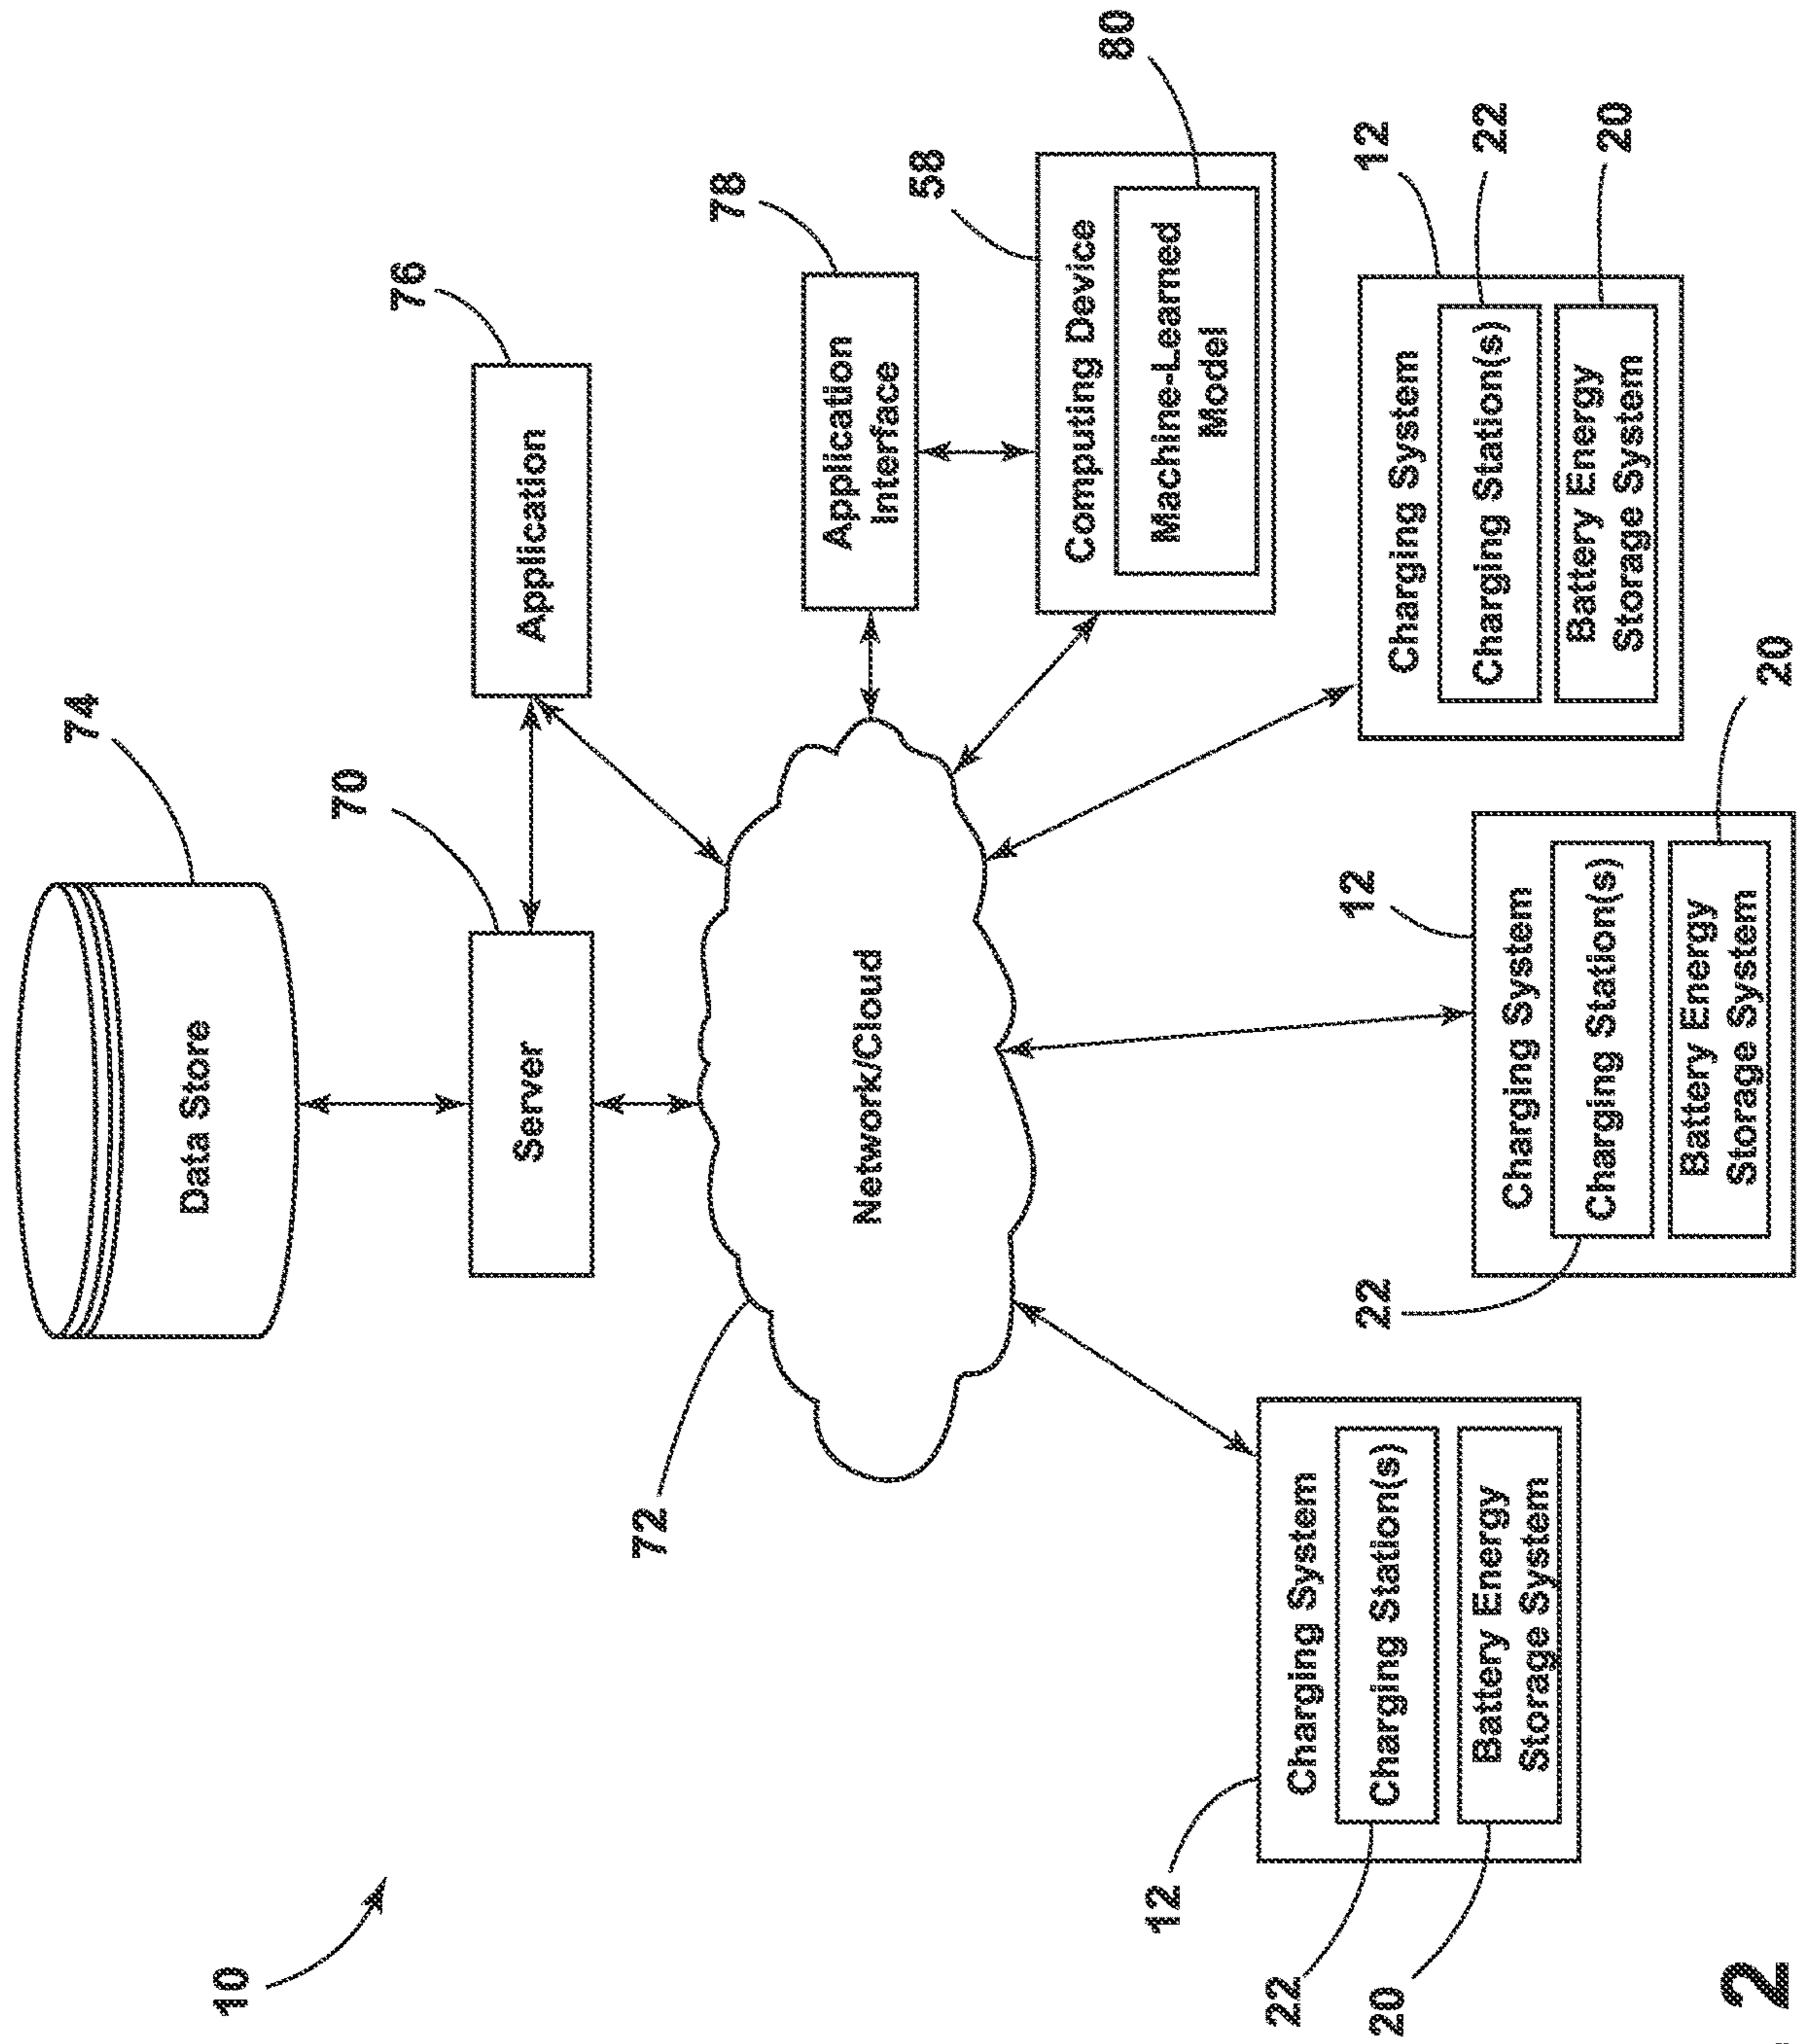 10
74
Data Store
70
Server
76
Application
72
Network/Cloud
78
Application
Interface
58
Computing Device
Machine-Learned
Model
80
12
Charging System
22
Charging Station(s)
20
Battery Energy
Storage System
12
Charging System
22
Charging Station(s)
20
Battery Energy
Storage System
12
Charging System
22
Charging Station(s)
20
Battery Energy
Storage System
2